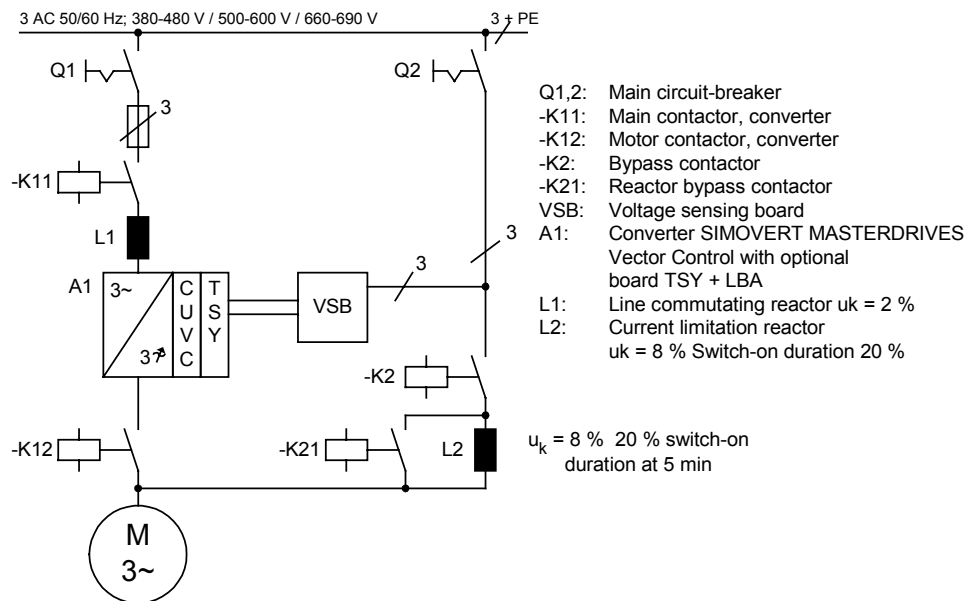 3 AC 50/60 Hz; 380-480 V / 500-600 V / 660-690 V
3 + PE
Q1
Q2
3
-K11
L1
3
3
A1
3~
3~
CUVC
TSY
VSB
-K2
-K12
-K21
L2
M
3~
Q1,2: Main circuit-breaker
-K11: Main contactor, converter
-K12: Motor contactor, converter
-K2: Bypass contactor
-K21: Reactor bypass contactor
VSB: Voltage sensing board
A1: Converter SIMOVERT MASTERDRIVES
Vector Control with optional
board TSY + LBA
L1: Line commutating reactor uk = 2 %
L2: Current limitation reactor
uk = 8 % Switch-on duration 20 %
uk = 8 % 20 % switch-on
duration at 5 min